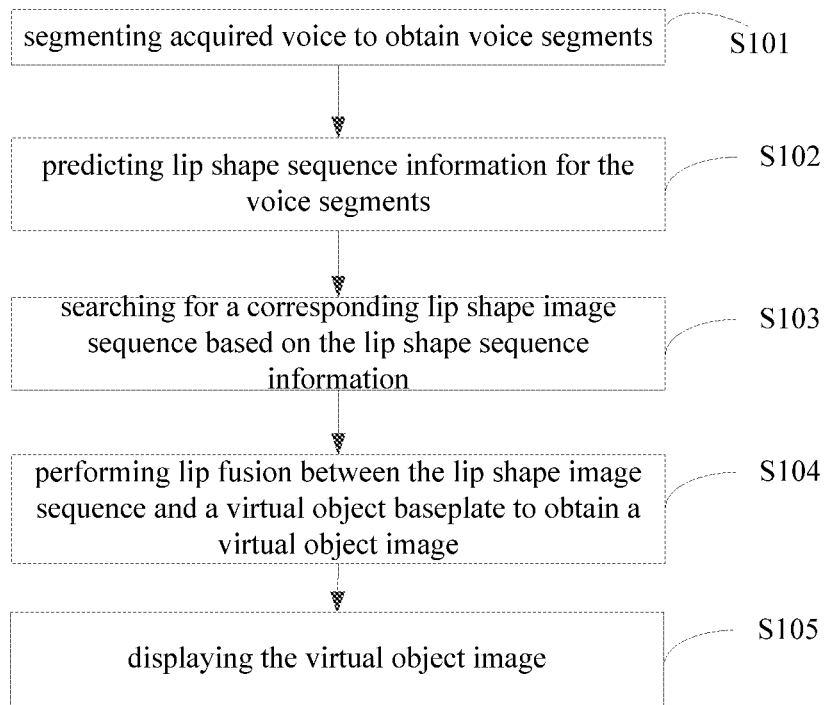 segmenting acquired voice to obtain voice segments
S101
predicting lip shape sequence information for the
voice segments
S102
searching for a corresponding lip shape image
sequence based on the lip shape sequence
information
S103
performing lip fusion between the lip shape image
sequence and a virtual object baseplate to obtain a
virtual object image
S104
displaying the virtual object image
S105